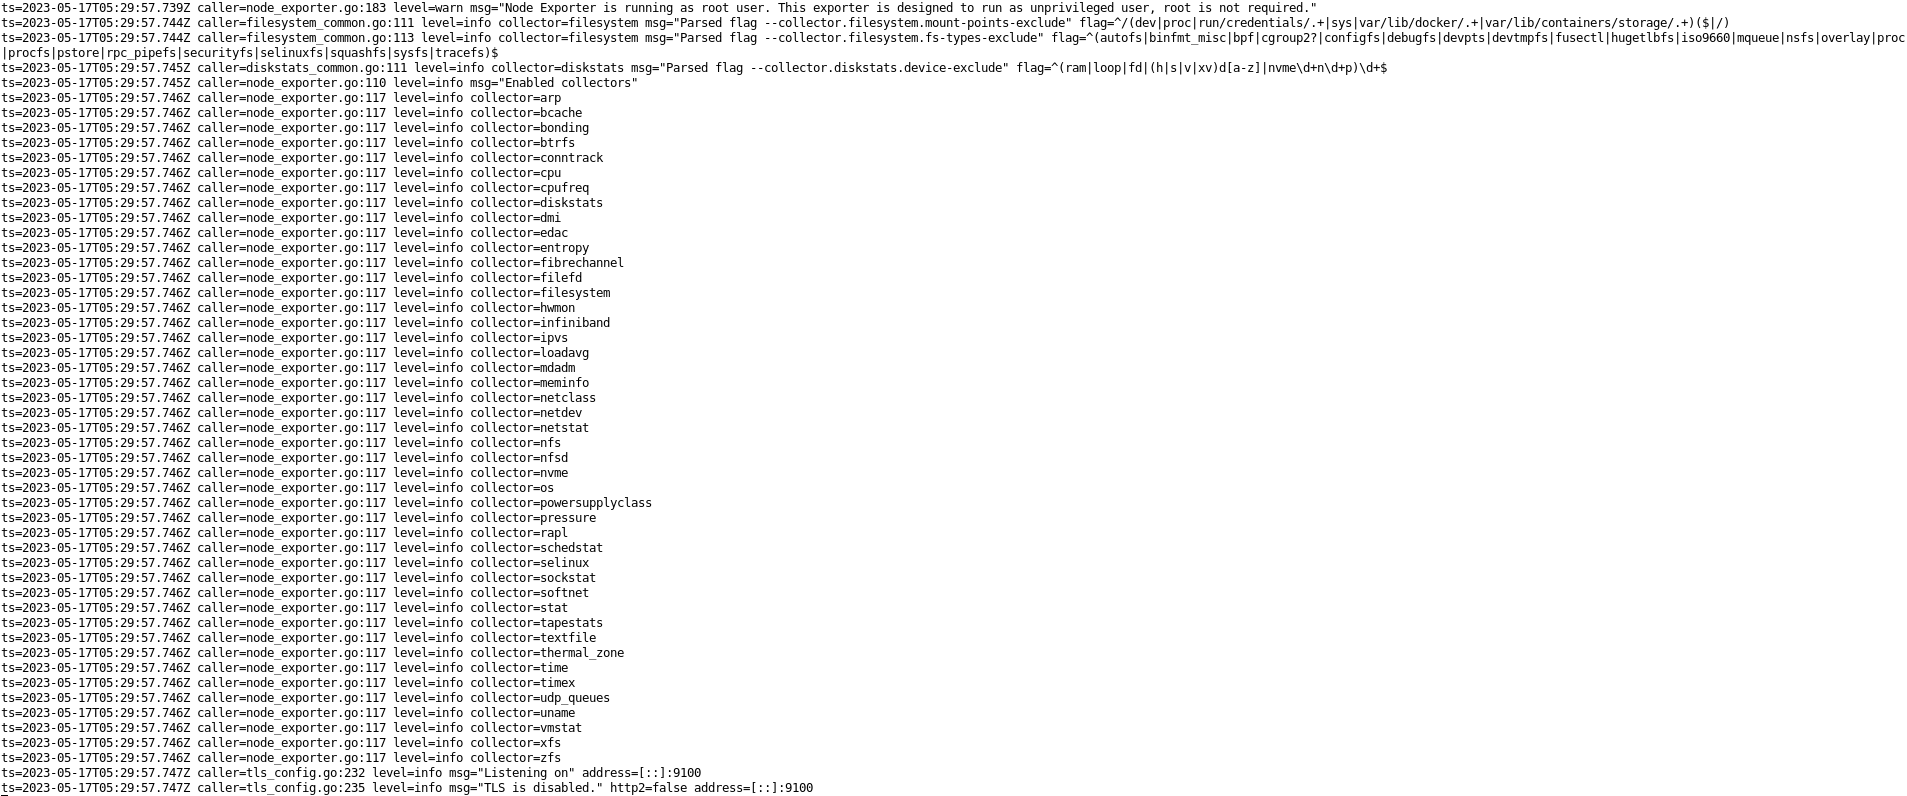 ts=2023-05-17T05:29:57.739Z caller=node_exporter.go:183 level=warn msg="Node Exporter is running as root user. This exporter is designed to run as unprivileged user, root is not required."
ts=2023-05-17T05:29:57.744Z caller=filesystem_common.go:111 level=info collector=filesystem msg="Parsed flag --collector.filesystem.mount-points-exclude" flag=^/(dev|proc|run/credentials/.+|sys|var/lib/docker/.+|var/lib/containers/storage/.+)($|/)
ts=2023-05-17T05:29:57.744Z caller=filesystem_common.go:113 level=info collector=filesystem msg="Parsed flag --collector.filesystem.fs-types-exclude" flag=^(autofs|binfmt_misc|bpf|cgroup2?|configfs|debugfs|devpts|devtmpfs|fusectl|hugetlbfs|iso9660|mqueue|nsfs|overlay|proc
|procfs|pstore|rpc_pipefs|securityfs|selinuxfs|squashfs|sysfs|tracefs)$
ts=2023-05-17T05:29:57.745Z caller=diskstats_common.go:111 level=info collector=diskstats msg="Parsed flag --collector.diskstats.device-exclude" flag=^(ram|loop|fd|(h|s|v|xv)d[a-z]|nvme\d+n\d+p)\d+$
ts=2023-05-17T05:29:57.745Z caller=node_exporter.go:110 level=info msg="Enabled collectors"
ts=2023-05-17T05:29:57.746Z caller=node_exporter.go:117 level=info collector=arp
ts=2023-05-17T05:29:57.746Z caller=node_exporter.go:117 level=info collector=bcache
ts=2023-05-17T05:29:57.746Z caller=node_exporter.go:117 level=info collector=bonding
ts=2023-05-17T05:29:57.746Z caller=node_exporter.go:117 level=info collector=btrfs
ts=2023-05-17T05:29:57.746Z caller=node_exporter.go:117 level=info collector=conntrack
ts=2023-05-17T05:29:57.746Z caller=node_exporter.go:117 level=info collector=cpu
ts=2023-05-17T05:29:57.746Z caller=node_exporter.go:117 level=info collector=cpufreq
ts=2023-05-17T05:29:57.746Z caller=node_exporter.go:117 level=info collector=diskstats
ts=2023-05-17T05:29:57.746Z caller=node_exporter.go:117 level=info collector=dmi
ts=2023-05-17T05:29:57.746Z caller=node_exporter.go:117 level=info collector=edac
ts=2023-05-17T05:29:57.746Z caller=node_exporter.go:117 level=info collector=entropy
ts=2023-05-17T05:29:57.746Z caller=node_exporter.go:117 level=info collector=fibrechannel
ts=2023-05-17T05:29:57.746Z caller=node_exporter.go:117 level=info collector=filefd
ts=2023-05-17T05:29:57.746Z caller=node_exporter.go:117 level=info collector=filesystem
ts=2023-05-17T05:29:57.746Z caller=node_exporter.go:117 level=info collector=hwmon
ts=2023-05-17T05:29:57.746Z caller=node_exporter.go:117 level=info collector=infiniband
ts=2023-05-17T05:29:57.746Z caller=node_exporter.go:117 level=info collector=ipvs
ts=2023-05-17T05:29:57.746Z caller=node_exporter.go:117 level=info collector=loadavg
ts=2023-05-17T05:29:57.746Z caller=node_exporter.go:117 level=info collector=mdadm
ts=2023-05-17T05:29:57.746Z caller=node_exporter.go:117 level=info collector=meminfo
ts=2023-05-17T05:29:57.746Z caller=node_exporter.go:117 level=info collector=netclass
ts=2023-05-17T05:29:57.746Z caller=node_exporter.go:117 level=info collector=netdev
ts=2023-05-17T05:29:57.746Z caller=node_exporter.go:117 level=info collector=netstat
ts=2023-05-17T05:29:57.746Z caller=node_exporter.go:117 level=info collector=nfs
ts=2023-05-17T05:29:57.746Z caller=node_exporter.go:117 level=info collector=nfsd
ts=2023-05-17T05:29:57.746Z caller=node_exporter.go:117 level=info collector=nvme
ts=2023-05-17T05:29:57.746Z caller=node_exporter.go:117 level=info collector=os
ts=2023-05-17T05:29:57.746Z caller=node_exporter.go:117 level=info collector=powersupplyclass
ts=2023-05-17T05:29:57.746Z caller=node_exporter.go:117 level=info collector=pressure
ts=2023-05-17T05:29:57.746Z caller=node_exporter.go:117 level=info collector=rapl
ts=2023-05-17T05:29:57.746Z caller=node_exporter.go:117 level=info collector=schedstat
ts=2023-05-17T05:29:57.746Z caller=node_exporter.go:117 level=info collector=selinux
ts=2023-05-17T05:29:57.746Z caller=node_exporter.go:117 level=info collector=sockstat
ts=2023-05-17T05:29:57.746Z caller=node_exporter.go:117 level=info collector=softnet
ts=2023-05-17T05:29:57.746Z caller=node_exporter.go:117 level=info collector=stat
ts=2023-05-17T05:29:57.746Z caller=node_exporter.go:117 level=info collector=tapestats
ts=2023-05-17T05:29:57.746Z caller=node_exporter.go:117 level=info collector=textfile
ts=2023-05-17T05:29:57.746Z caller=node_exporter.go:117 level=info collector=thermal_zone
ts=2023-05-17T05:29:57.746Z caller=node_exporter.go:117 level=info collector=time
ts=2023-05-17T05:29:57.746Z caller=node_exporter.go:117 level=info collector=timex
ts=2023-05-17T05:29:57.746Z caller=node_exporter.go:117 level=info collector=udp_queues
ts=2023-05-17T05:29:57.746Z caller=node_exporter.go:117 level=info collector=uname
ts=2023-05-17T05:29:57.746Z caller=node_exporter.go:117 level=info collector=vmstat
ts=2023-05-17T05:29:57.746Z caller=node_exporter.go:117 level=info collector=xfs
ts=2023-05-17T05:29:57.746Z caller=node_exporter.go:117 level=info collector=zfs
ts=2023-05-17T05:29:57.747Z caller=tls_config.go:232 level=info msg="Listening on" address=[::]:9100
ts=2023-05-17T05:29:57.747Z caller=tls_config.go:235 level=info msg="TLS is disabled." http2=false address=[::]:9100